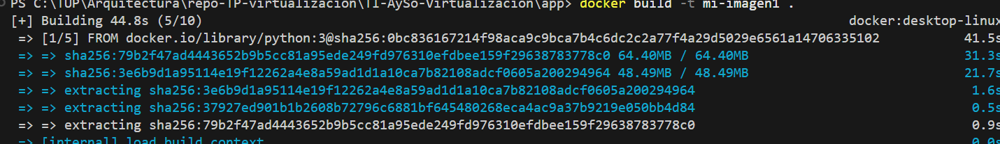 PS C:\TUP\Arquitectura\repo-TP-virtualizacion\TI-AySo-Virtualizacion\app> docker build -t mi-imagen1 .
[+] Building 44.8s (5/10) docker:desktop-linux
=> [1/5] FROM docker.io/library/python:3@sha256:0bc836167214f98aca9c9bca7b4c6dc2c2a77f4a29d5029e6561a14706335102 41.5s
=> => sha256:79b2f47ad4443652b9b5cc81a95ede249fd976310efdbee159f29638783778c0 64.40MB / 64.40MB 31.3s
=> => sha256:3e6b9d1a95114e19f12262a4e8a59ad1d1a10ca7b82108adcf0605a200294964 48.49MB / 48.49MB 21.7s
=> => extracting sha256:3e6b9d1a95114e19f12262a4e8a59ad1d1a10ca7b82108adcf0605a200294964 1.6s
=> => extracting sha256:37927ed901b1b2608b72796c6881bf645480268eca4ac9a37b9219e050bb4d84 0.5s
=> => extracting sha256:79b2f47ad4443652b9b5cc81a95ede249fd976310efdbee159f29638783778c0 0.9s
=> [internal] load build context 0.0s